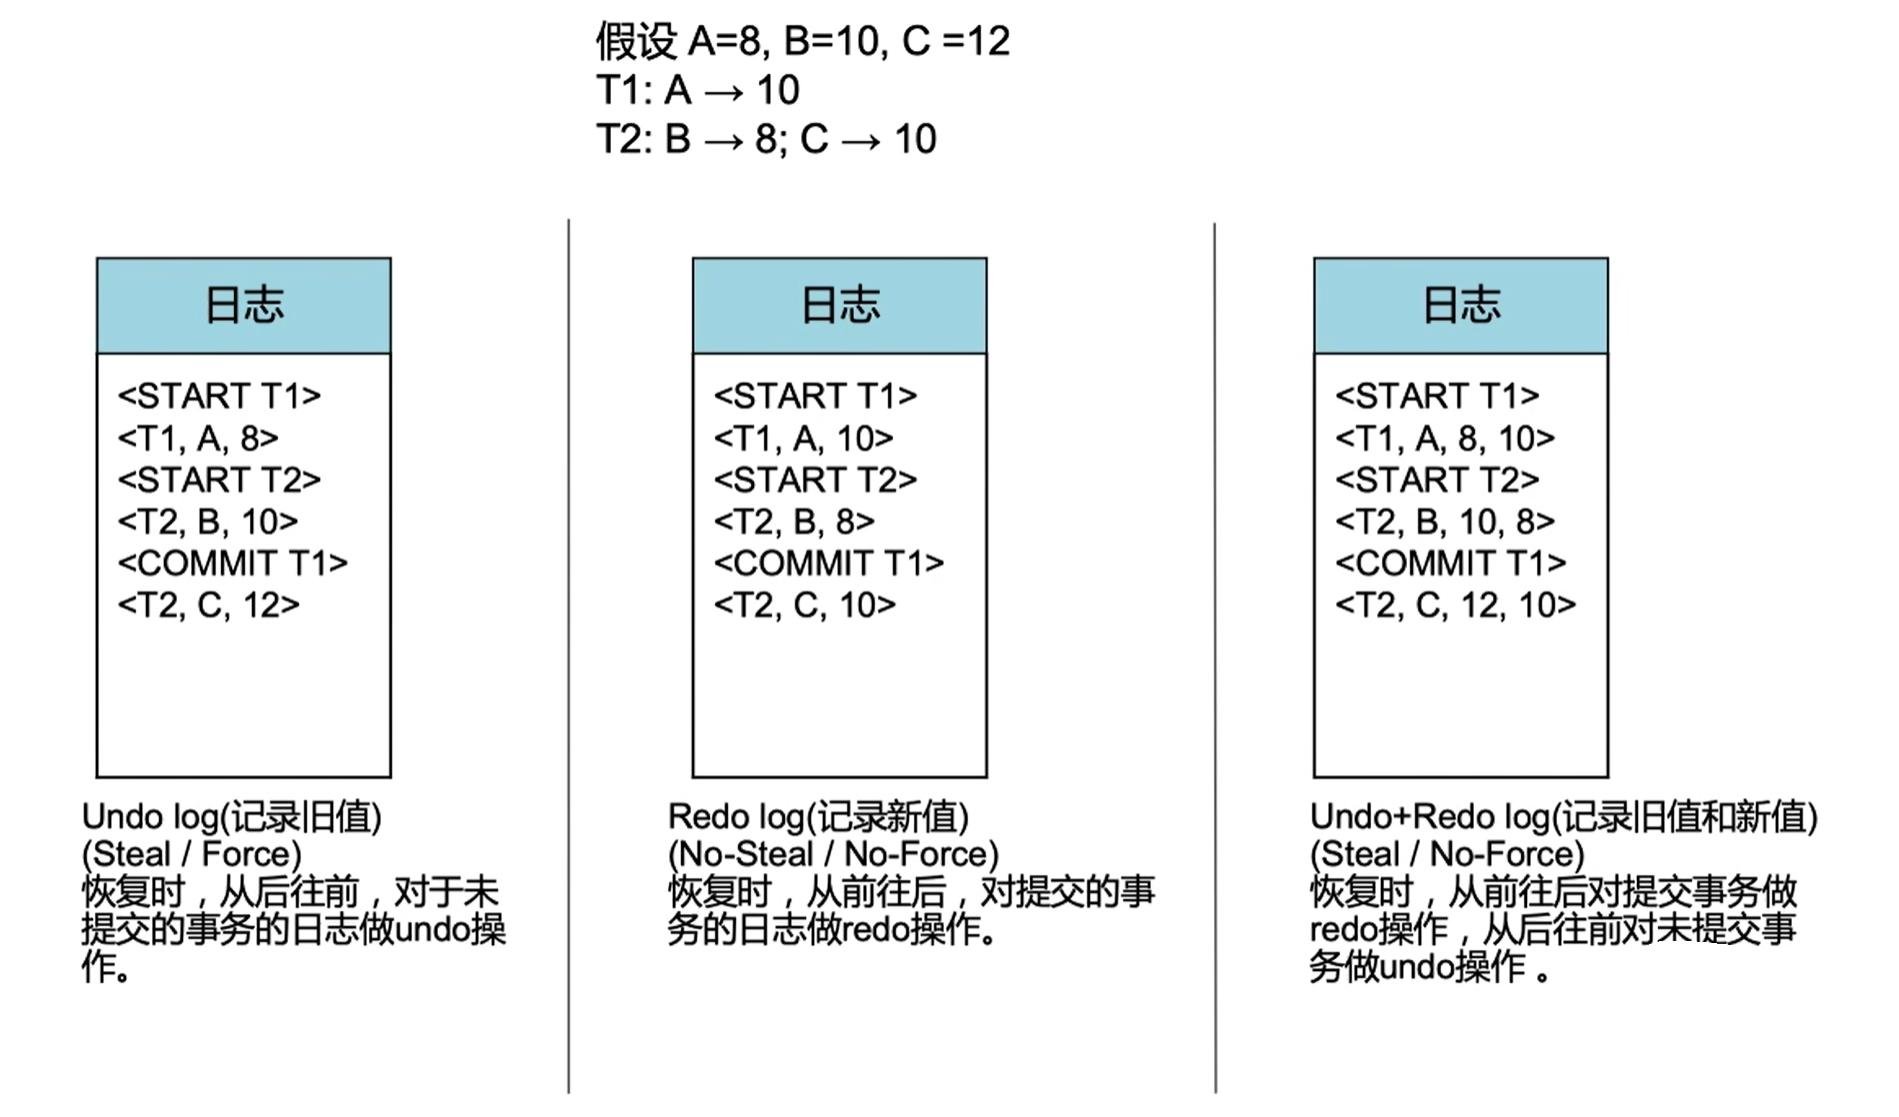 假设 A=8, B=10, C =12
T1: A → 10
T2: B → 8; C → 10
日志
<START T1>
<T1, A, 8>
<START T2>
<T2, B, 10>
<COMMIT T1>
<T2, C, 12>
Undo log(记录旧值)
(Steal / Force)
恢复时，从后往前，对于未
提交的事务的日志做undo操
作。
日志
<START T1>
<T1, A, 10>
<START T2>
<T2, B, 8>
<COMMIT T1>
<T2, C, 10>
Redo log(记录新值)
(No-Steal / No-Force)
恢复时，从前往后，对提交的事
务的日志做redo操作。
日志
<START T1>
<T1, A, 8, 10>
<START T2>
<T2, B, 10, 8>
<COMMIT T1>
<T2, C, 12, 10>
Undo+Redo log(记录旧值和新值)
(Steal / No-Force)
恢复时，从前往后对提交事务做
redo操作，从后往前对未提交事
务做undo操作 。